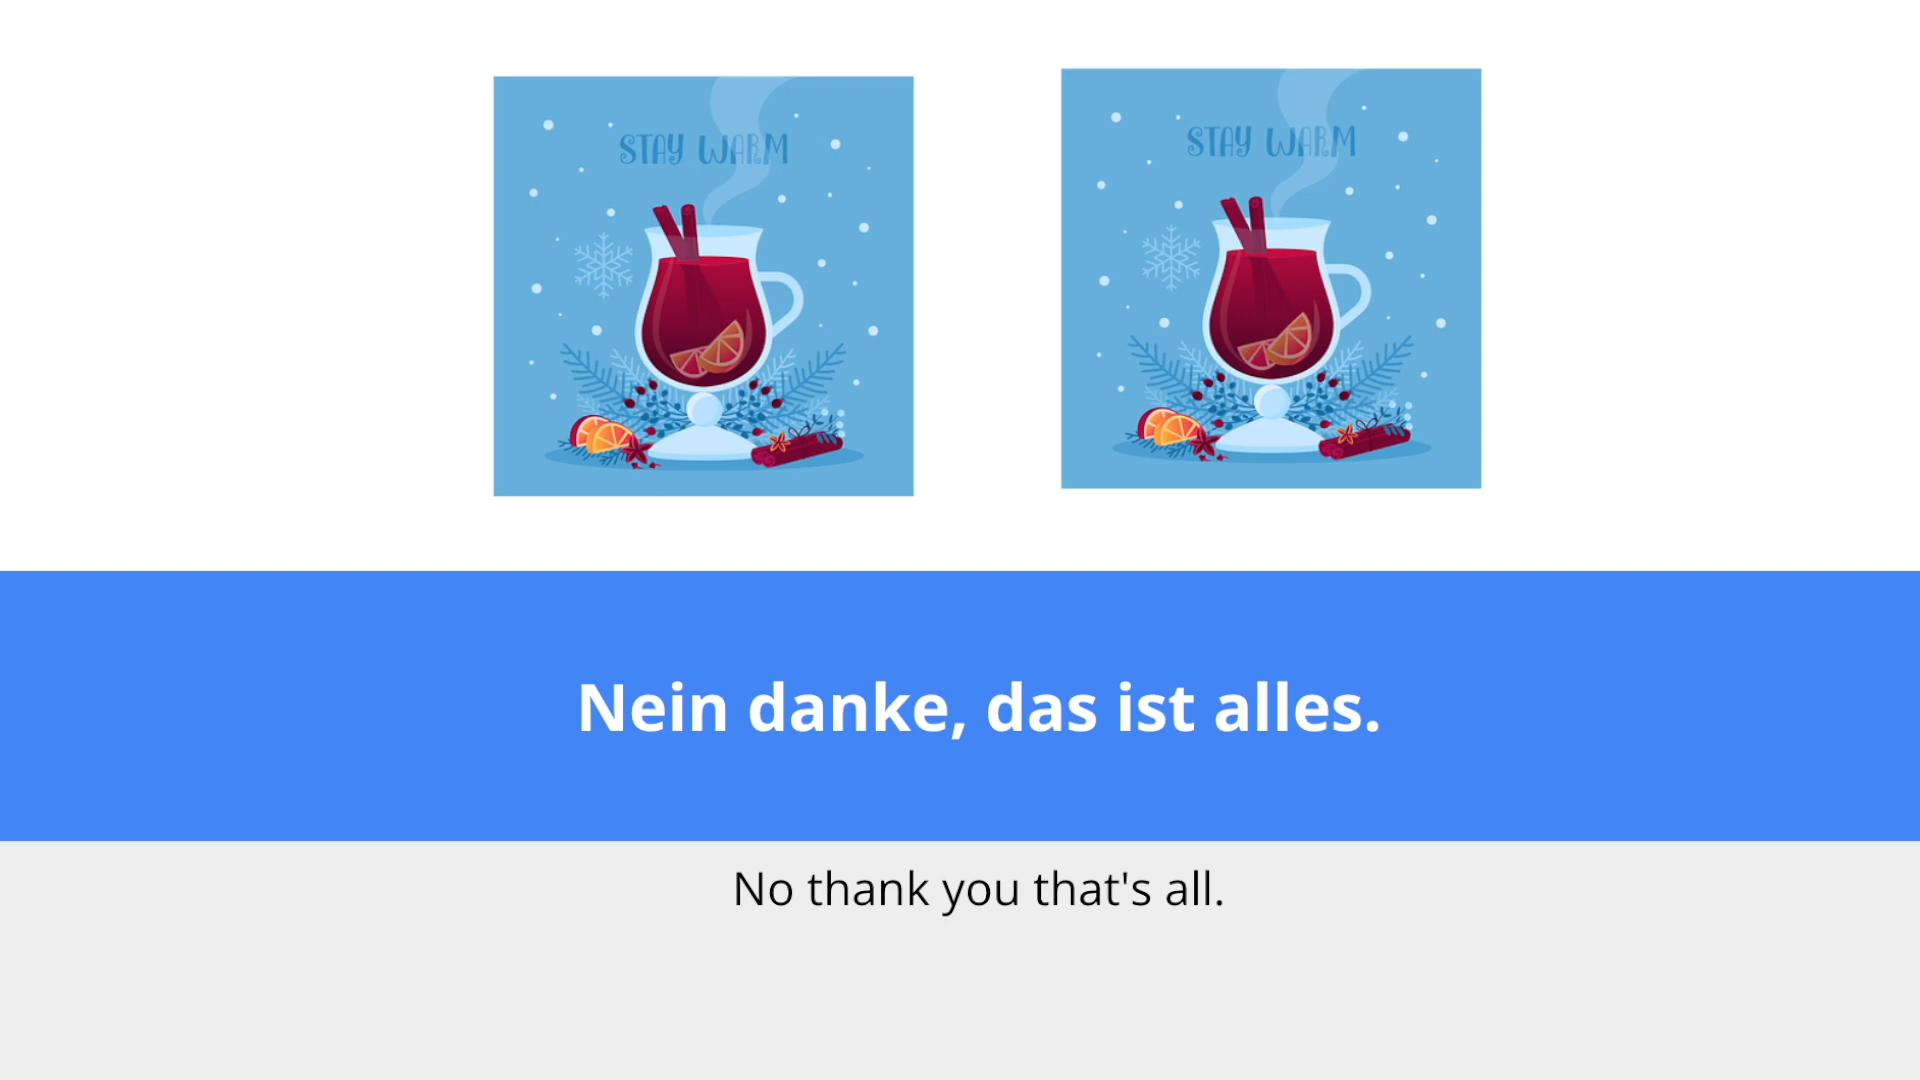 STAY WARM
STAY WARM
Nein danke, das ist alles.
No thank you that's all.